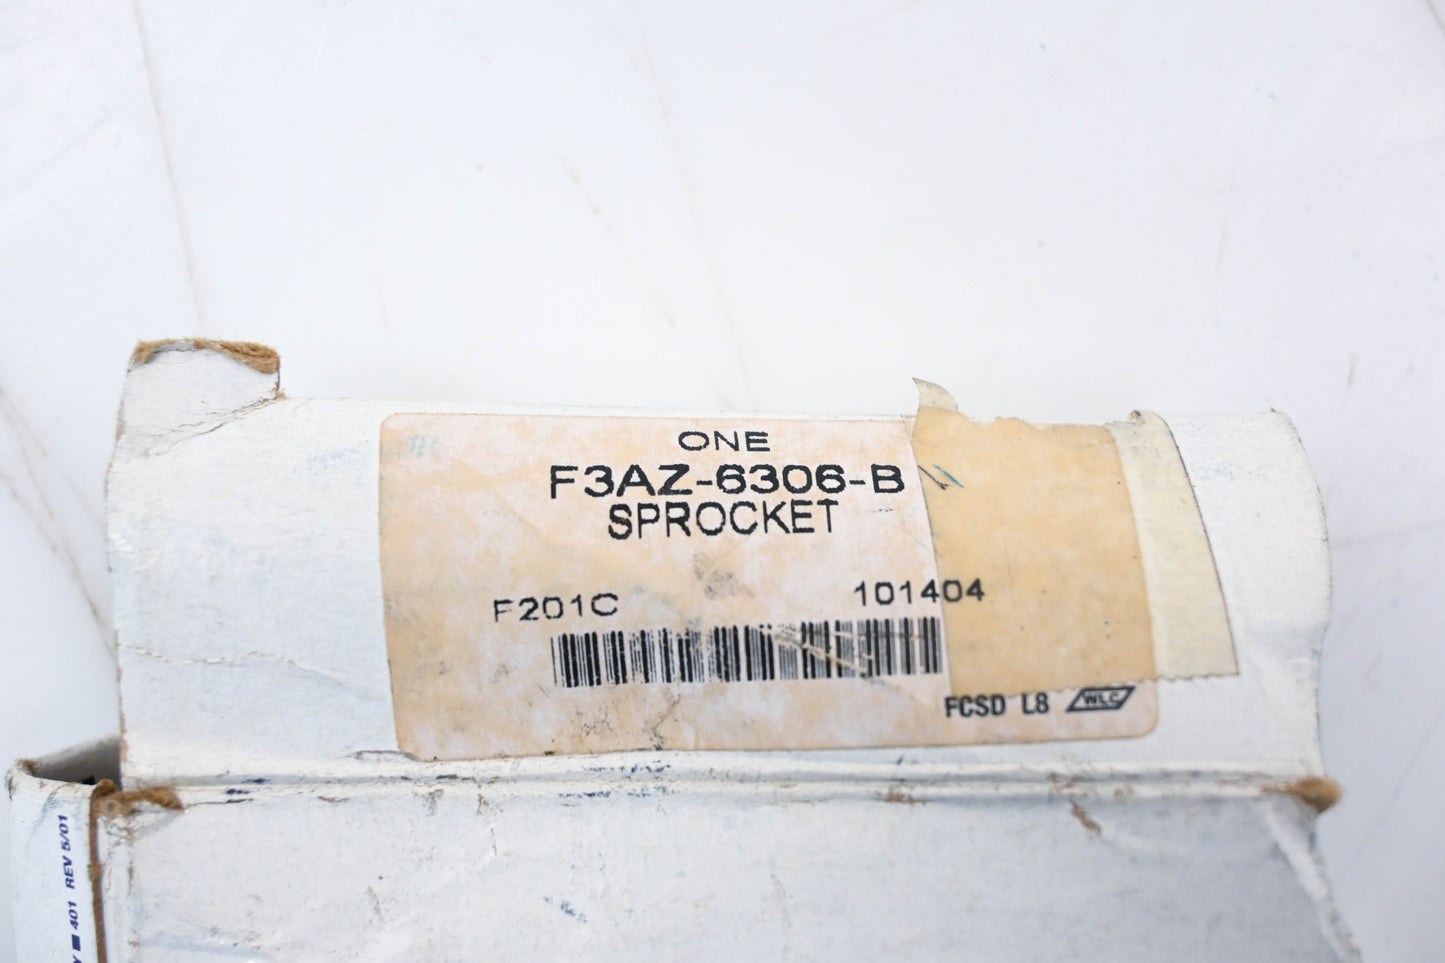 ONE
F3AZ-6306-B
SPROCKET
F201C 101404
FCSD L8 WLC
401 REV 5/01